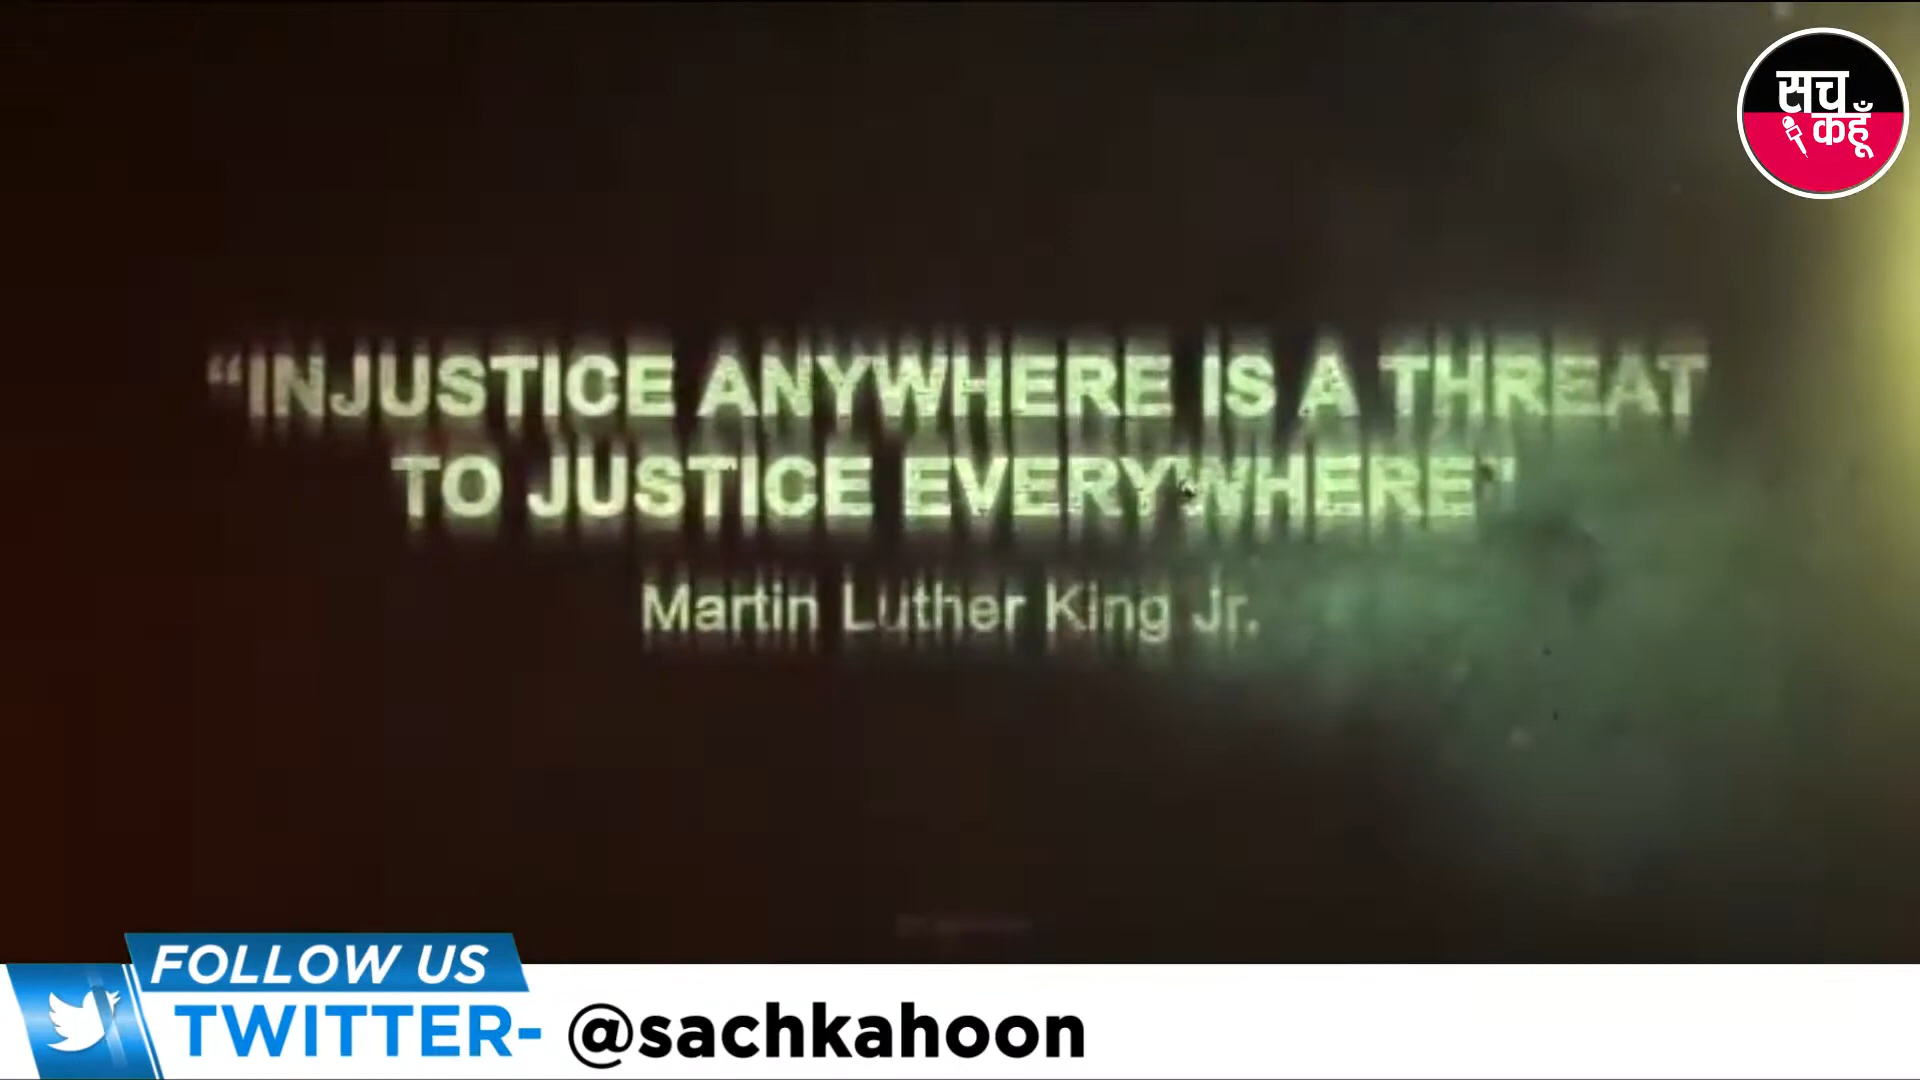 सच
कहूँ
“INJUSTICE ANYWHERE IS A THREAT
TO JUSTICE EVERYWHERE”
Martin Luther King Jr.
FOLLOW US
TWITTER- @sachkahoon